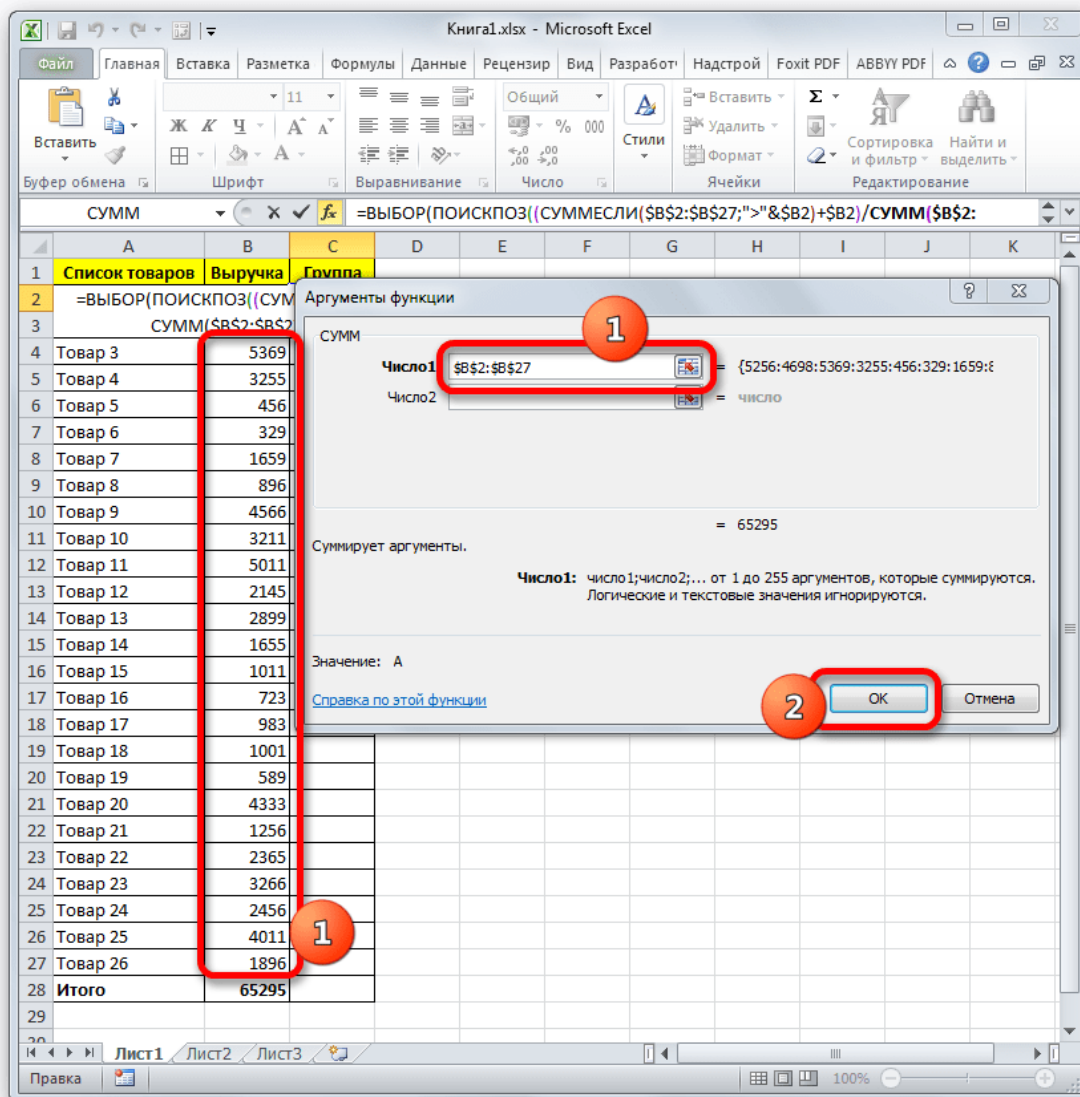 Книга1.xlsx - Microsoft Excel
Файл Главная Вставка Разметка Формулы Данные Рецензир Вид Разработ Надстрой Foxit PDF ABBYY PDF
11 Общий Вставить Σ
Ж К Ч А А % 000 Удалить
Вставить Стили Формат Сортировка и фильтр Найти и выделить
Буфер обмена Шрифт Выравнивание Число Ячейки Редактирование
СУММ fx =ВЫБОР(ПОИСКПОЗ((СУММЕСЛИ($B$2:$B$27;">"&$B2)+$B2)/СУММ($B$2:
A B C D E F G H I J K
1 Список товаров Выручка Группа
2 =ВЫБОР(ПОИСКПОЗ((СУМ
3 СУММ($B$2:$B$2
4 Товар 3 5369
5 Товар 4 3255
6 Товар 5 456
7 Товар 6 329
8 Товар 7 1659
9 Товар 8 896
10 Товар 9 4566
11 Товар 10 3211
12 Товар 11 5011
13 Товар 12 2145
14 Товар 13 2899
15 Товар 14 1655
16 Товар 15 1011
17 Товар 16 723
18 Товар 17 983
19 Товар 18 1001
20 Товар 19 589
21 Товар 20 4333
22 Товар 21 1256
23 Товар 22 2365
24 Товар 23 3266
25 Товар 24 2456
26 Товар 25 4011
27 Товар 26 1896
28 Итого 65295
29
Аргументы функции
СУММ
1
Число1 $B$2:$B$27 = {5256:4698:5369:3255:456:329:1659:8
Число2 = число
= 65295
Суммирует аргументы.
Число1: число1;число2;... от 1 до 255 аргументов, которые суммируются.
Логические и текстовые значения игнорируются.
Значение: A
Справка по этой функции
2
ОК Отмена
1
Лист1 Лист2 Лист3
Правка 100%